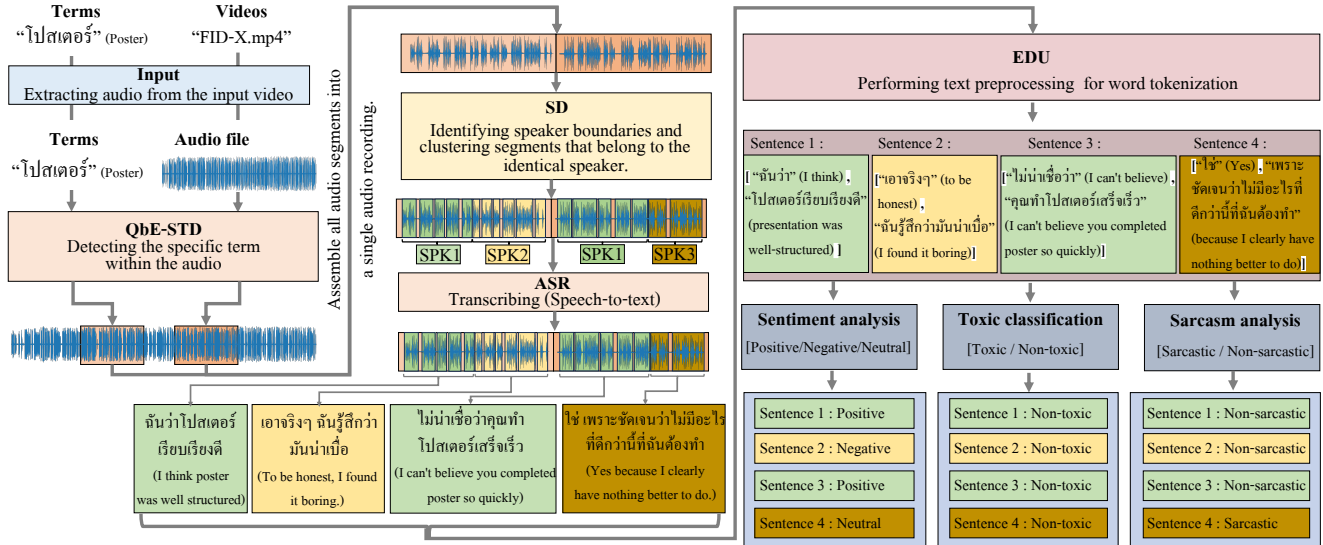 Terms
“โปสเตอร์” (Poster)
Videos
“FID-X.mp4”
Input
Extracting audio from the input video
Terms
“โปสเตอร์” (Poster)
Audio file
QbE-STD
Detecting the specific term
within the audio
Assemble all audio segments into
a single audio recording.
SD
Identifying speaker boundaries and
clustering segments that belong to the
identical speaker.
SPK1
SPK2
SPK1
SPK3
ASR
Transcribing (Speech-to-text)
ฉันว่าโปสเตอร์
เรียบเรียงดี
(I think poster
was well structured)
เอาจริงๆ ฉันรู้สึกว่า
มันน่าเบื่อ
(To be honest, I found
it boring.)
ไม่น่าเชื่อว่าคุณทำ
โปสเตอร์เสร็จเร็ว
(I can't believe you completed
poster so quickly)
ใช่ เพราะชัดเจนว่าไม่มีอะไร
ที่ดีกว่านี้ที่ฉันต้องทำ
(Yes because I clearly
have nothing better to do.)
EDU
Performing text preprocessing for word tokenization
Sentence 1 :
[ “ฉันว่า” (I think) ,
“โปสเตอร์เรียบเรียงดี”
(presentation was
well-structured) ]
Sentence 2 :
[“เอาจริงๆ” (to be
honest) ,
“ฉันรู้สึกว่ามันน่าเบื่อ”
(I found it boring)]
Sentence 3 :
[“ไม่น่าเชื่อว่า” (I can't believe) ,
“คุณทำโปสเตอร์เสร็จเร็ว”
(I can't believe you completed
poster so quickly)]
Sentence 4 :
[“ใช่” (Yes) , “เพราะ
ชัดเจนว่าไม่มีอะไรที่
ดีกว่านี้ที่ฉันต้องทำ”
(because I clearly have
nothing better to do)]
Sentiment analysis
[Positive/Negative/Neutral]
Toxic classification
[Toxic / Non-toxic]
Sarcasm analysis
[Sarcastic / Non-sarcastic]
Sentence 1 : Positive
Sentence 2 : Negative
Sentence 3 : Positive
Sentence 4 : Neutral
Sentence 1 : Non-toxic
Sentence 2 : Non-toxic
Sentence 3 : Non-toxic
Sentence 4 : Non-toxic
Sentence 1 : Non-sarcastic
Sentence 2 : Non-sarcastic
Sentence 3 : Non-sarcastic
Sentence 4 : Sarcastic